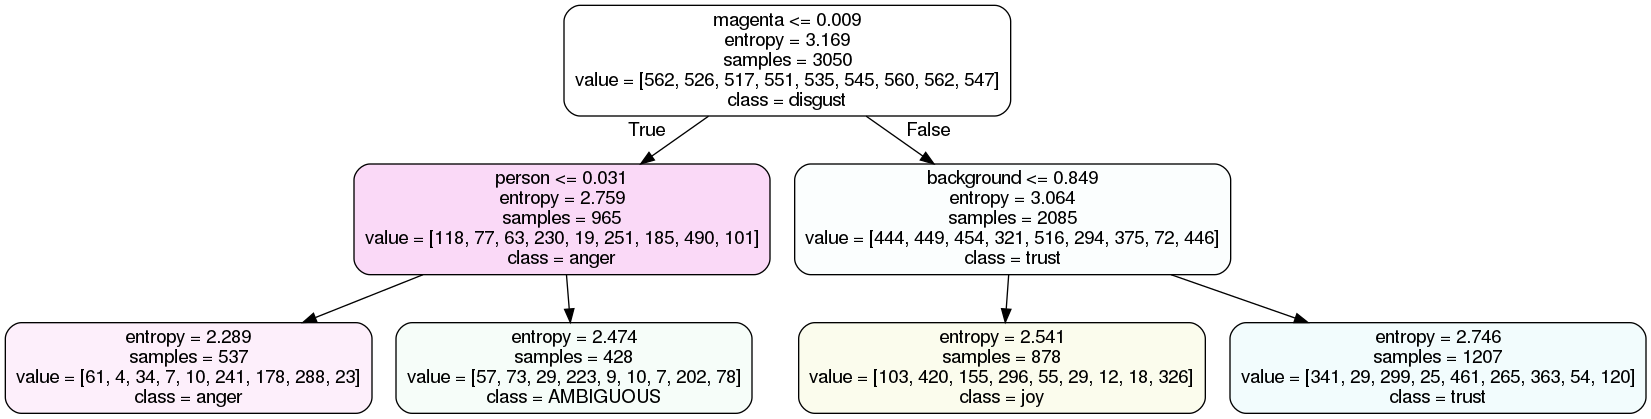 magenta <= 0.009
entropy = 3.169
samples = 3050
value = [562, 526, 517, 551, 535, 545, 560, 562, 547]
class = disgust
True
False
person <= 0.031
entropy = 2.759
samples = 965
value = [118, 77, 63, 230, 19, 251, 185, 490, 101]
class = anger
background <= 0.849
entropy = 3.064
samples = 2085
value = [444, 449, 454, 321, 516, 294, 375, 72, 446]
class = trust
entropy = 2.289
samples = 537
value = [61, 4, 34, 7, 10, 241, 178, 288, 23]
class = anger
entropy = 2.474
samples = 428
value = [57, 73, 29, 223, 9, 10, 7, 202, 78]
class = AMBIGUOUS
entropy = 2.541
samples = 878
value = [103, 420, 155, 296, 55, 29, 12, 18, 326]
class = joy
entropy = 2.746
samples = 1207
value = [341, 29, 299, 25, 461, 265, 363, 54, 120]
class = trust